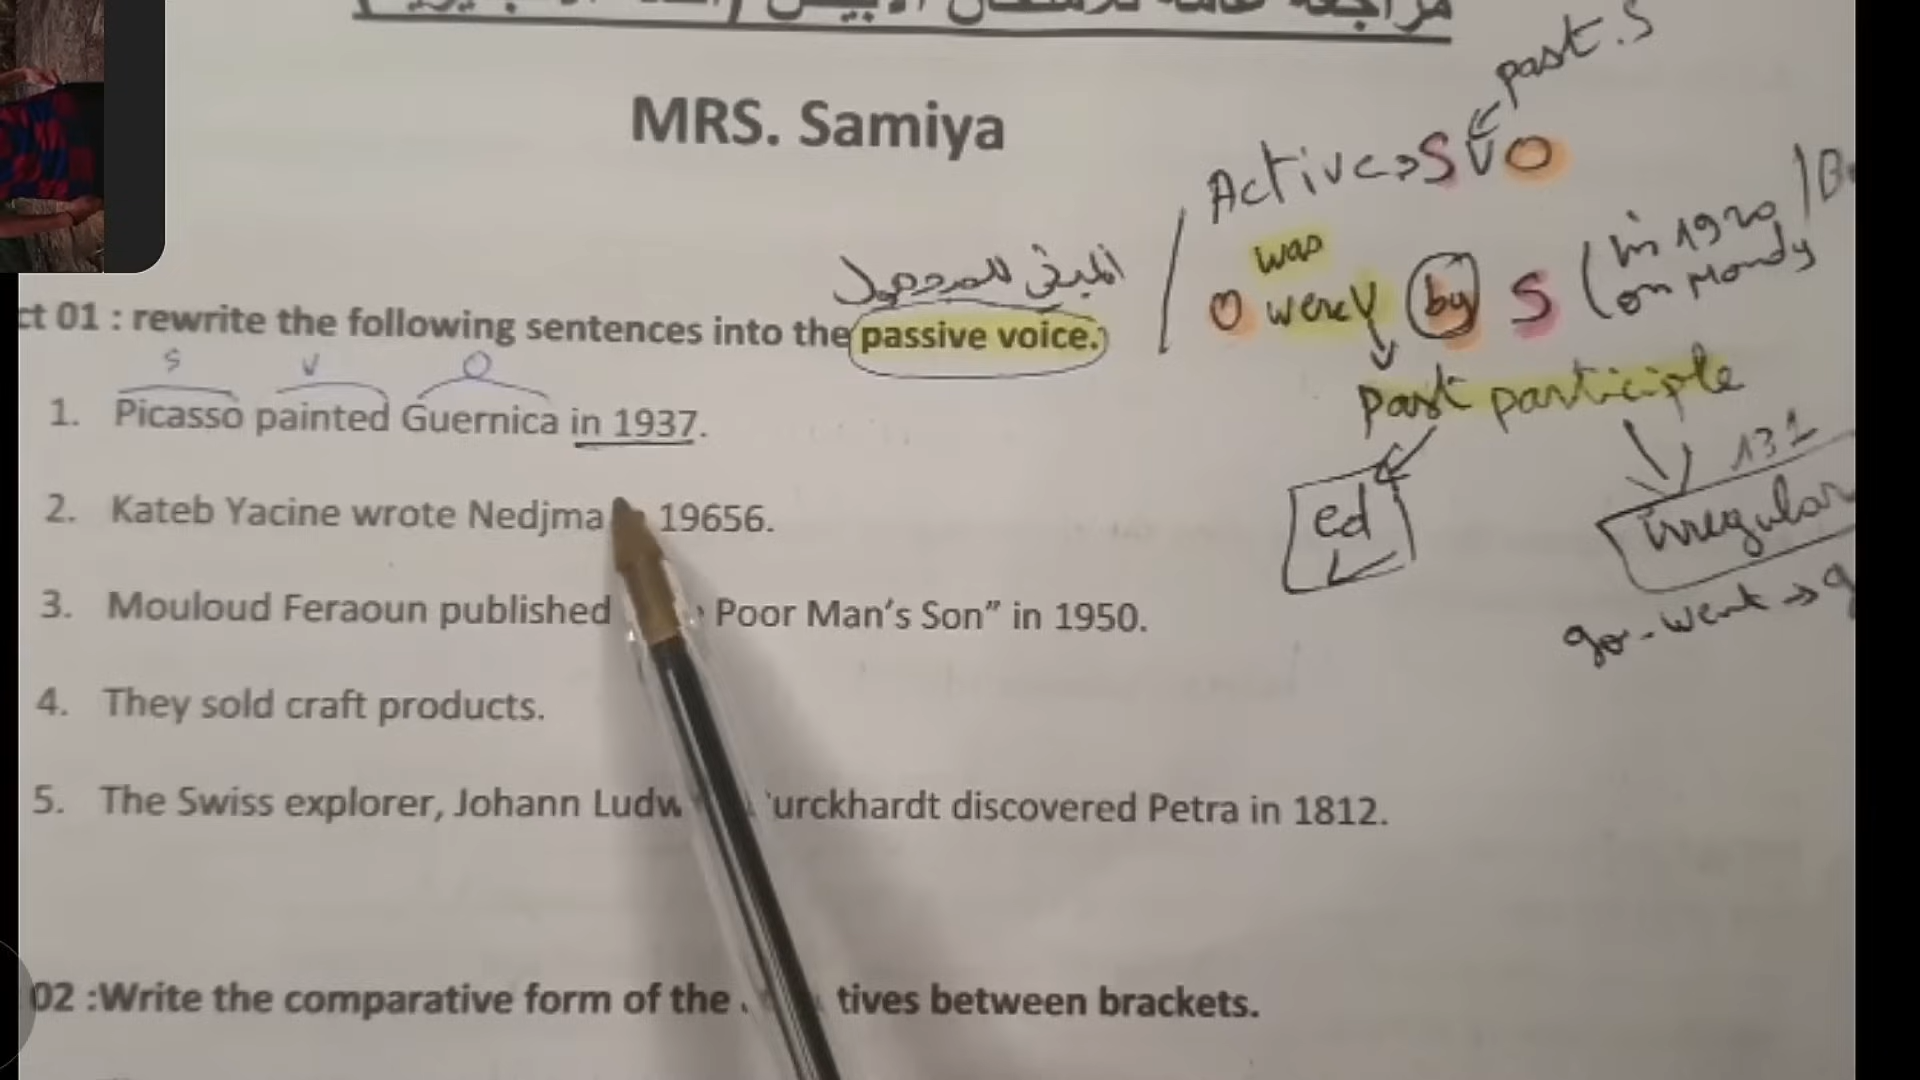 MRS. Samiya
past.S
Active→SVO
was
O were V by S (in 1920 /
on Mondy
المبني للمجهول
ct 01 : rewrite the following sentences into the passive voice.
Past participle
S V O
1. Picasso painted Guernica in 1937.
131
ed
irregular
2. Kateb Yacine wrote Nedjma 19656.
go-went→
3. Mouloud Feraoun published Poor Man's Son" in 1950.
4. They sold craft products.
5. The Swiss explorer, Johann Ludw urckhardt discovered Petra in 1812.
02 :Write the comparative form of the tives between brackets.